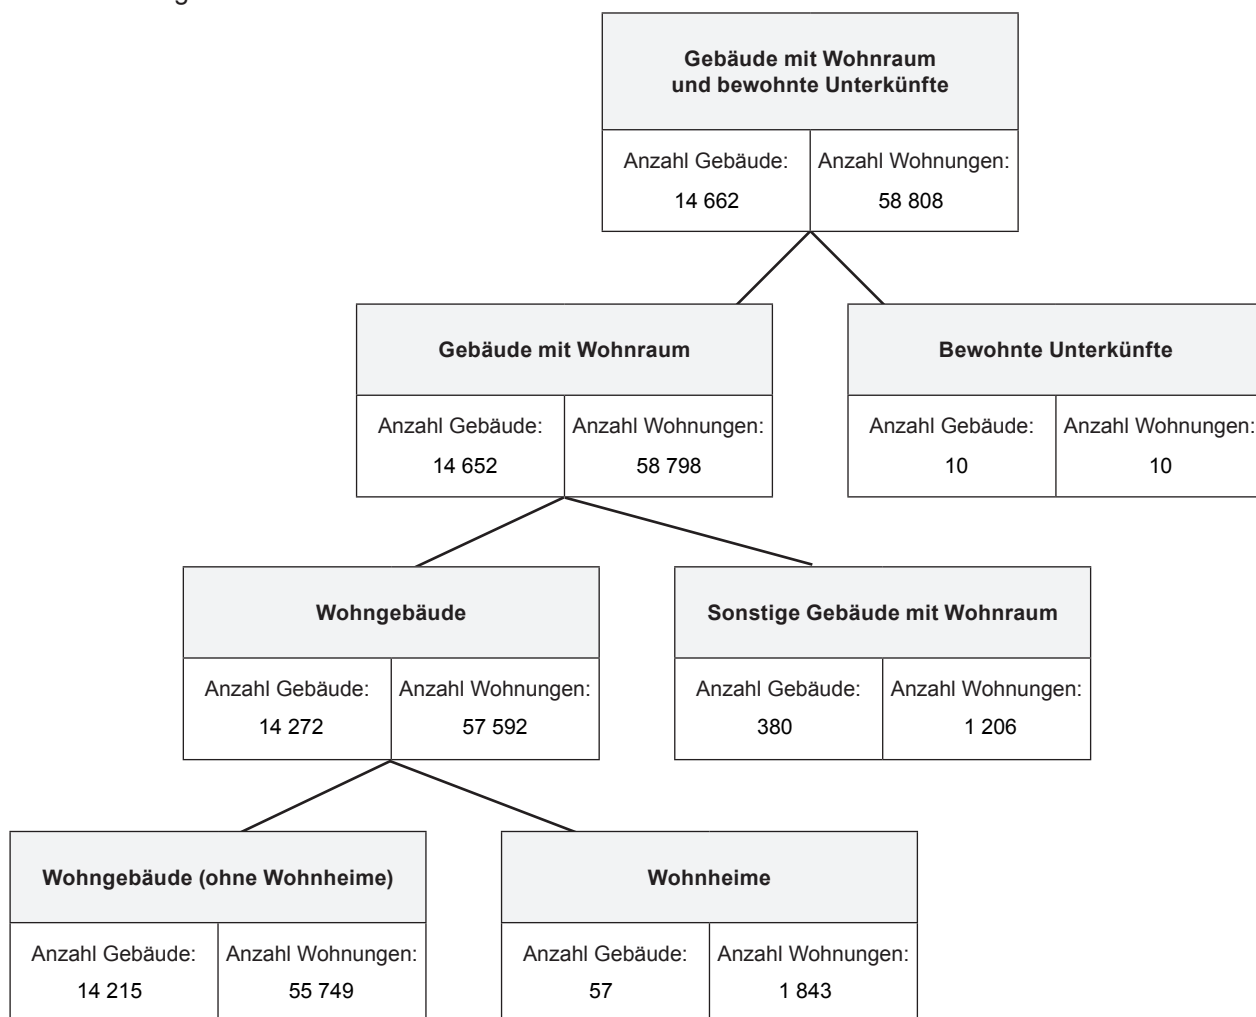 Gebäude mit Wohnraum
und bewohnte Unterkünfte
Anzahl Gebäude: Anzahl Wohnungen:
14 662 58 808
Gebäude mit Wohnraum
Anzahl Gebäude: Anzahl Wohnungen:
14 652 58 798
Bewohnte Unterkünfte
Anzahl Gebäude: Anzahl Wohnungen:
10 10
Wohngebäude
Anzahl Gebäude: Anzahl Wohnungen:
14 272 57 592
Sonstige Gebäude mit Wohnraum
Anzahl Gebäude: Anzahl Wohnungen:
380 1 206
Wohngebäude (ohne Wohnheime)
Anzahl Gebäude: Anzahl Wohnungen:
14 215 55 749
Wohnheime
Anzahl Gebäude: Anzahl Wohnungen:
57 1 843